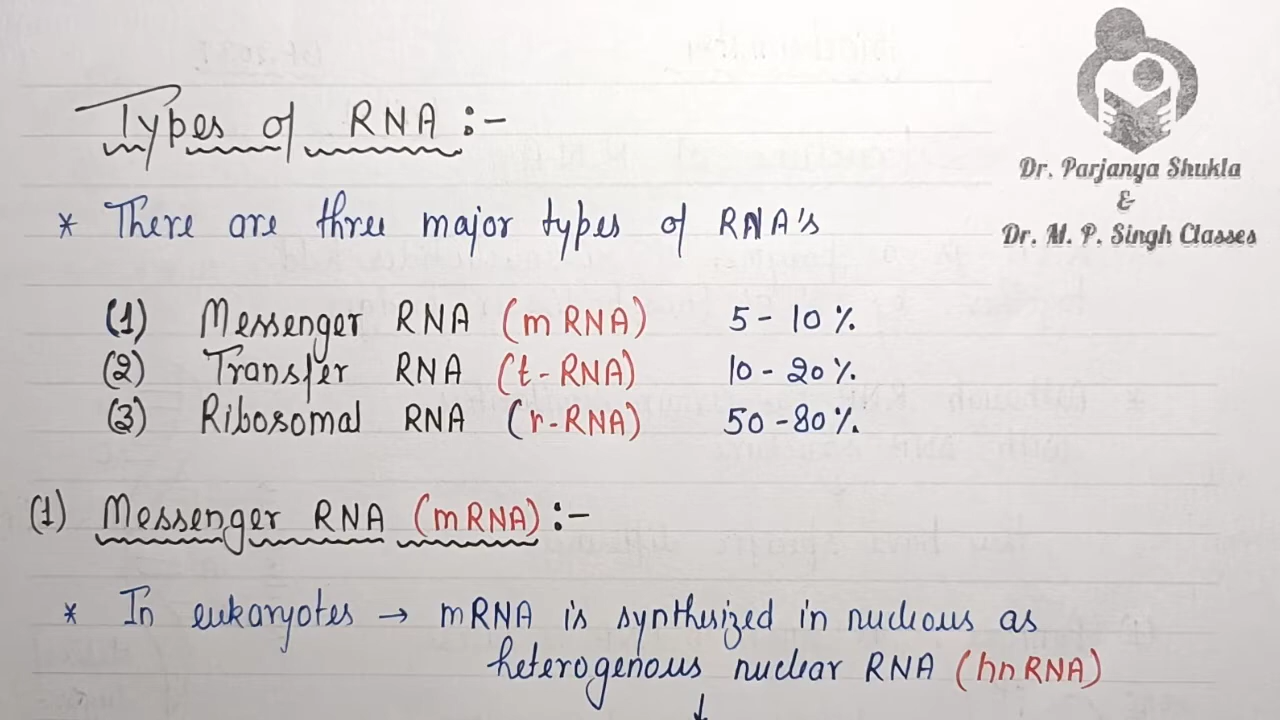 Types of RNA :-
* There are three major types of RNA's
(1) Messenger RNA (mRNA) 5-10%
(2) Transfer RNA (t-RNA) 10-20%
(3) Ribosomal RNA (r-RNA) 50-80%
(1) Messenger RNA (mRNA) :-
* In eukaryotes → mRNA is synthesized in nucleous as
heterogenous nuclear RNA (hnRNA)
↓
Dr. Parjanya Shukla
&
Dr. M. P. Singh Classes